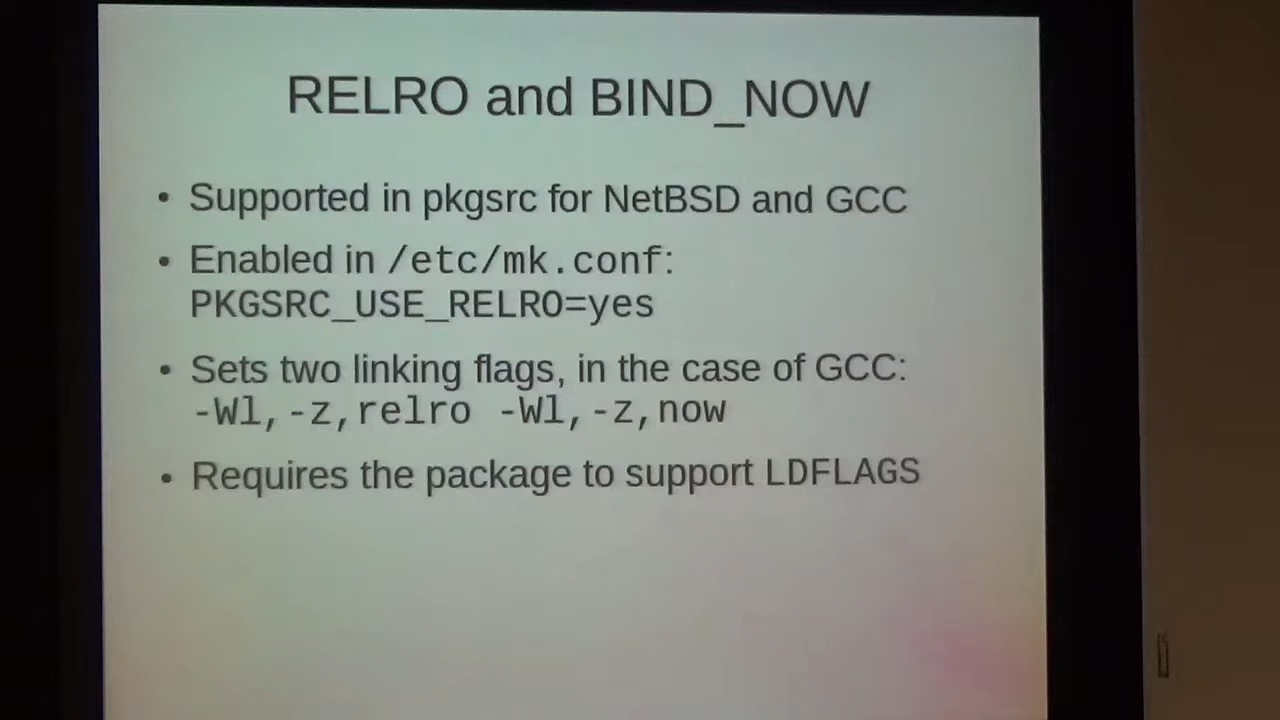 RELRO and BIND_NOW
• Supported in pkgsrc for NetBSD and GCC
• Enabled in /etc/mk.conf:
PKGSRC_USE_RELRO=yes
• Sets two linking flags, in the case of GCC:
-Wl,-z,relro -Wl,-z,now
• Requires the package to support LDFLAGS